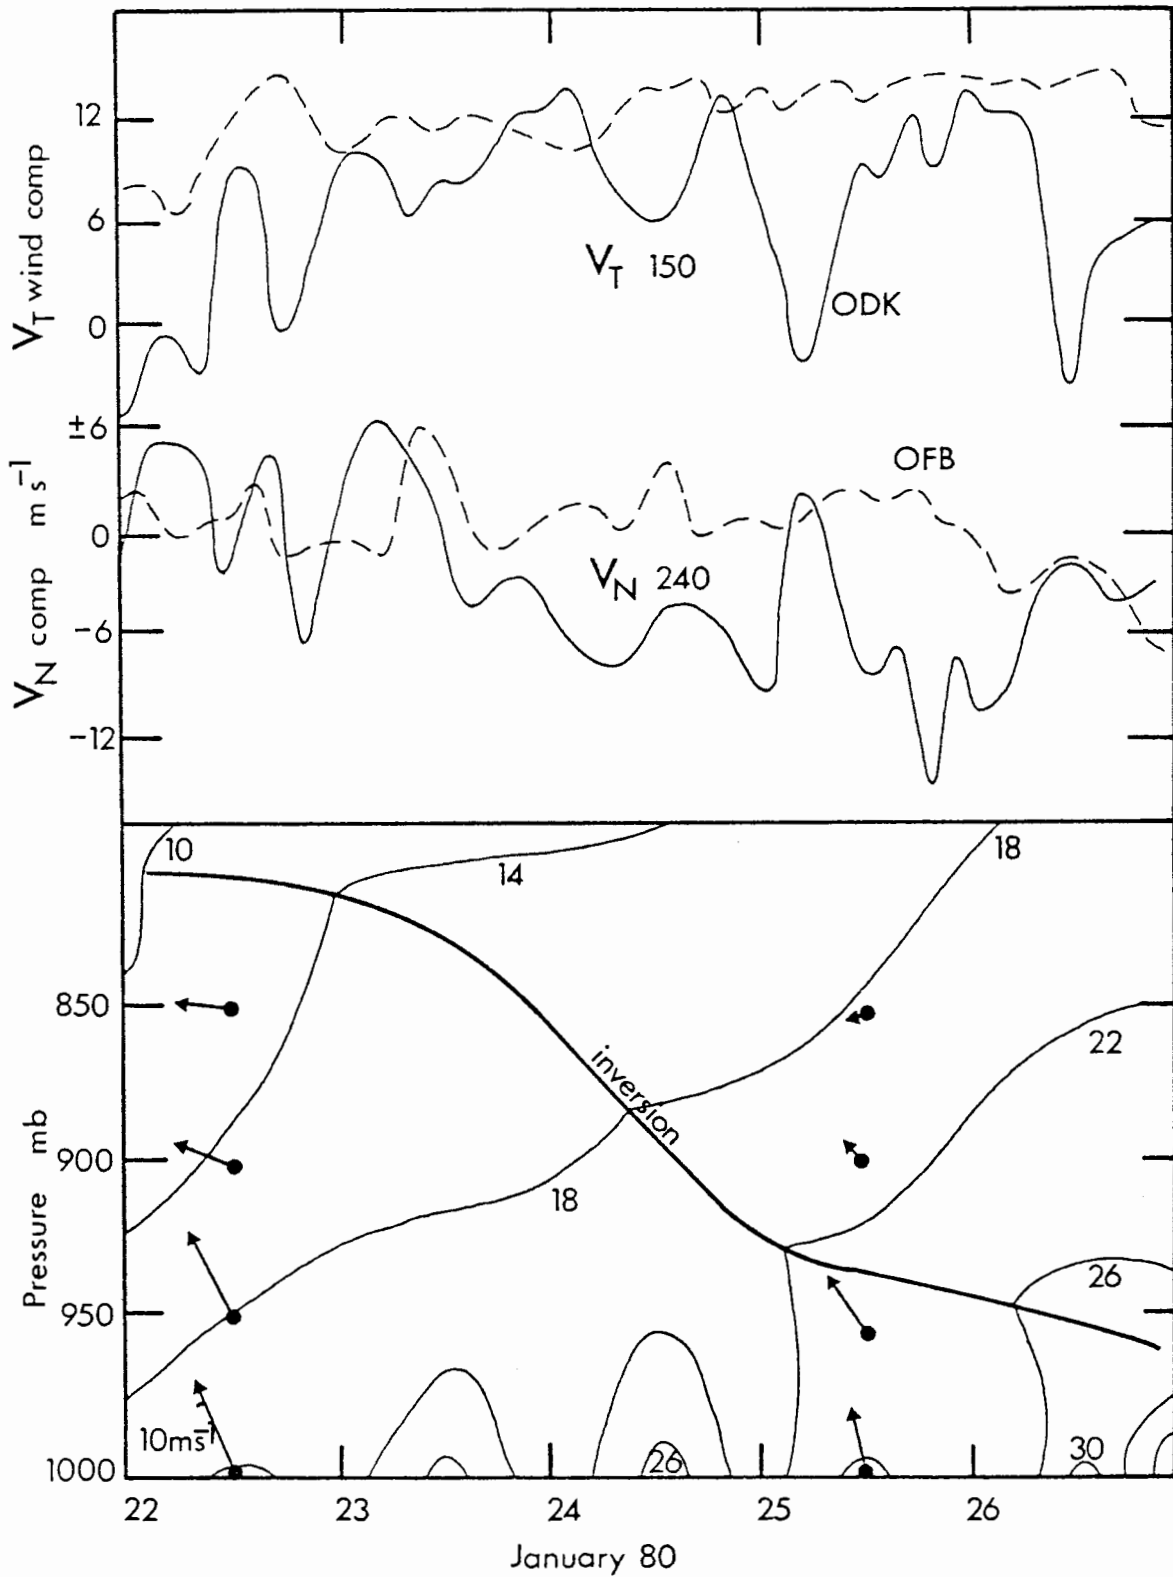 V_T wind comp
12
6
0
V_T 150
ODK
V_N comp m s⁻¹
±6
0
-6
-12
OFB
V_N 240
Pressure mb
850
900
950
1000
10
14
18
inversion
22
18
26
26
30
10ms⁻¹
22
23
24
25
26
January 80